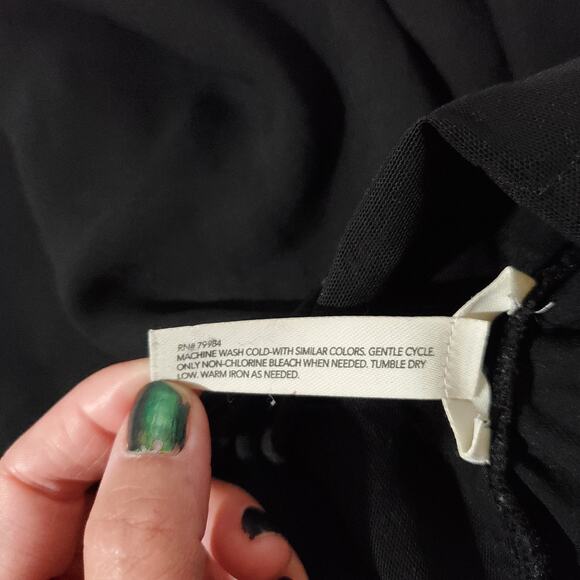 RN# 79984
MACHINE WASH COLD-WITH SIMILAR COLORS. GENTLE CYCLE.
ONLY NON-CHLORINE BLEACH WHEN NEEDED. TUMBLE DRY
LOW. WARM IRON AS NEEDED.